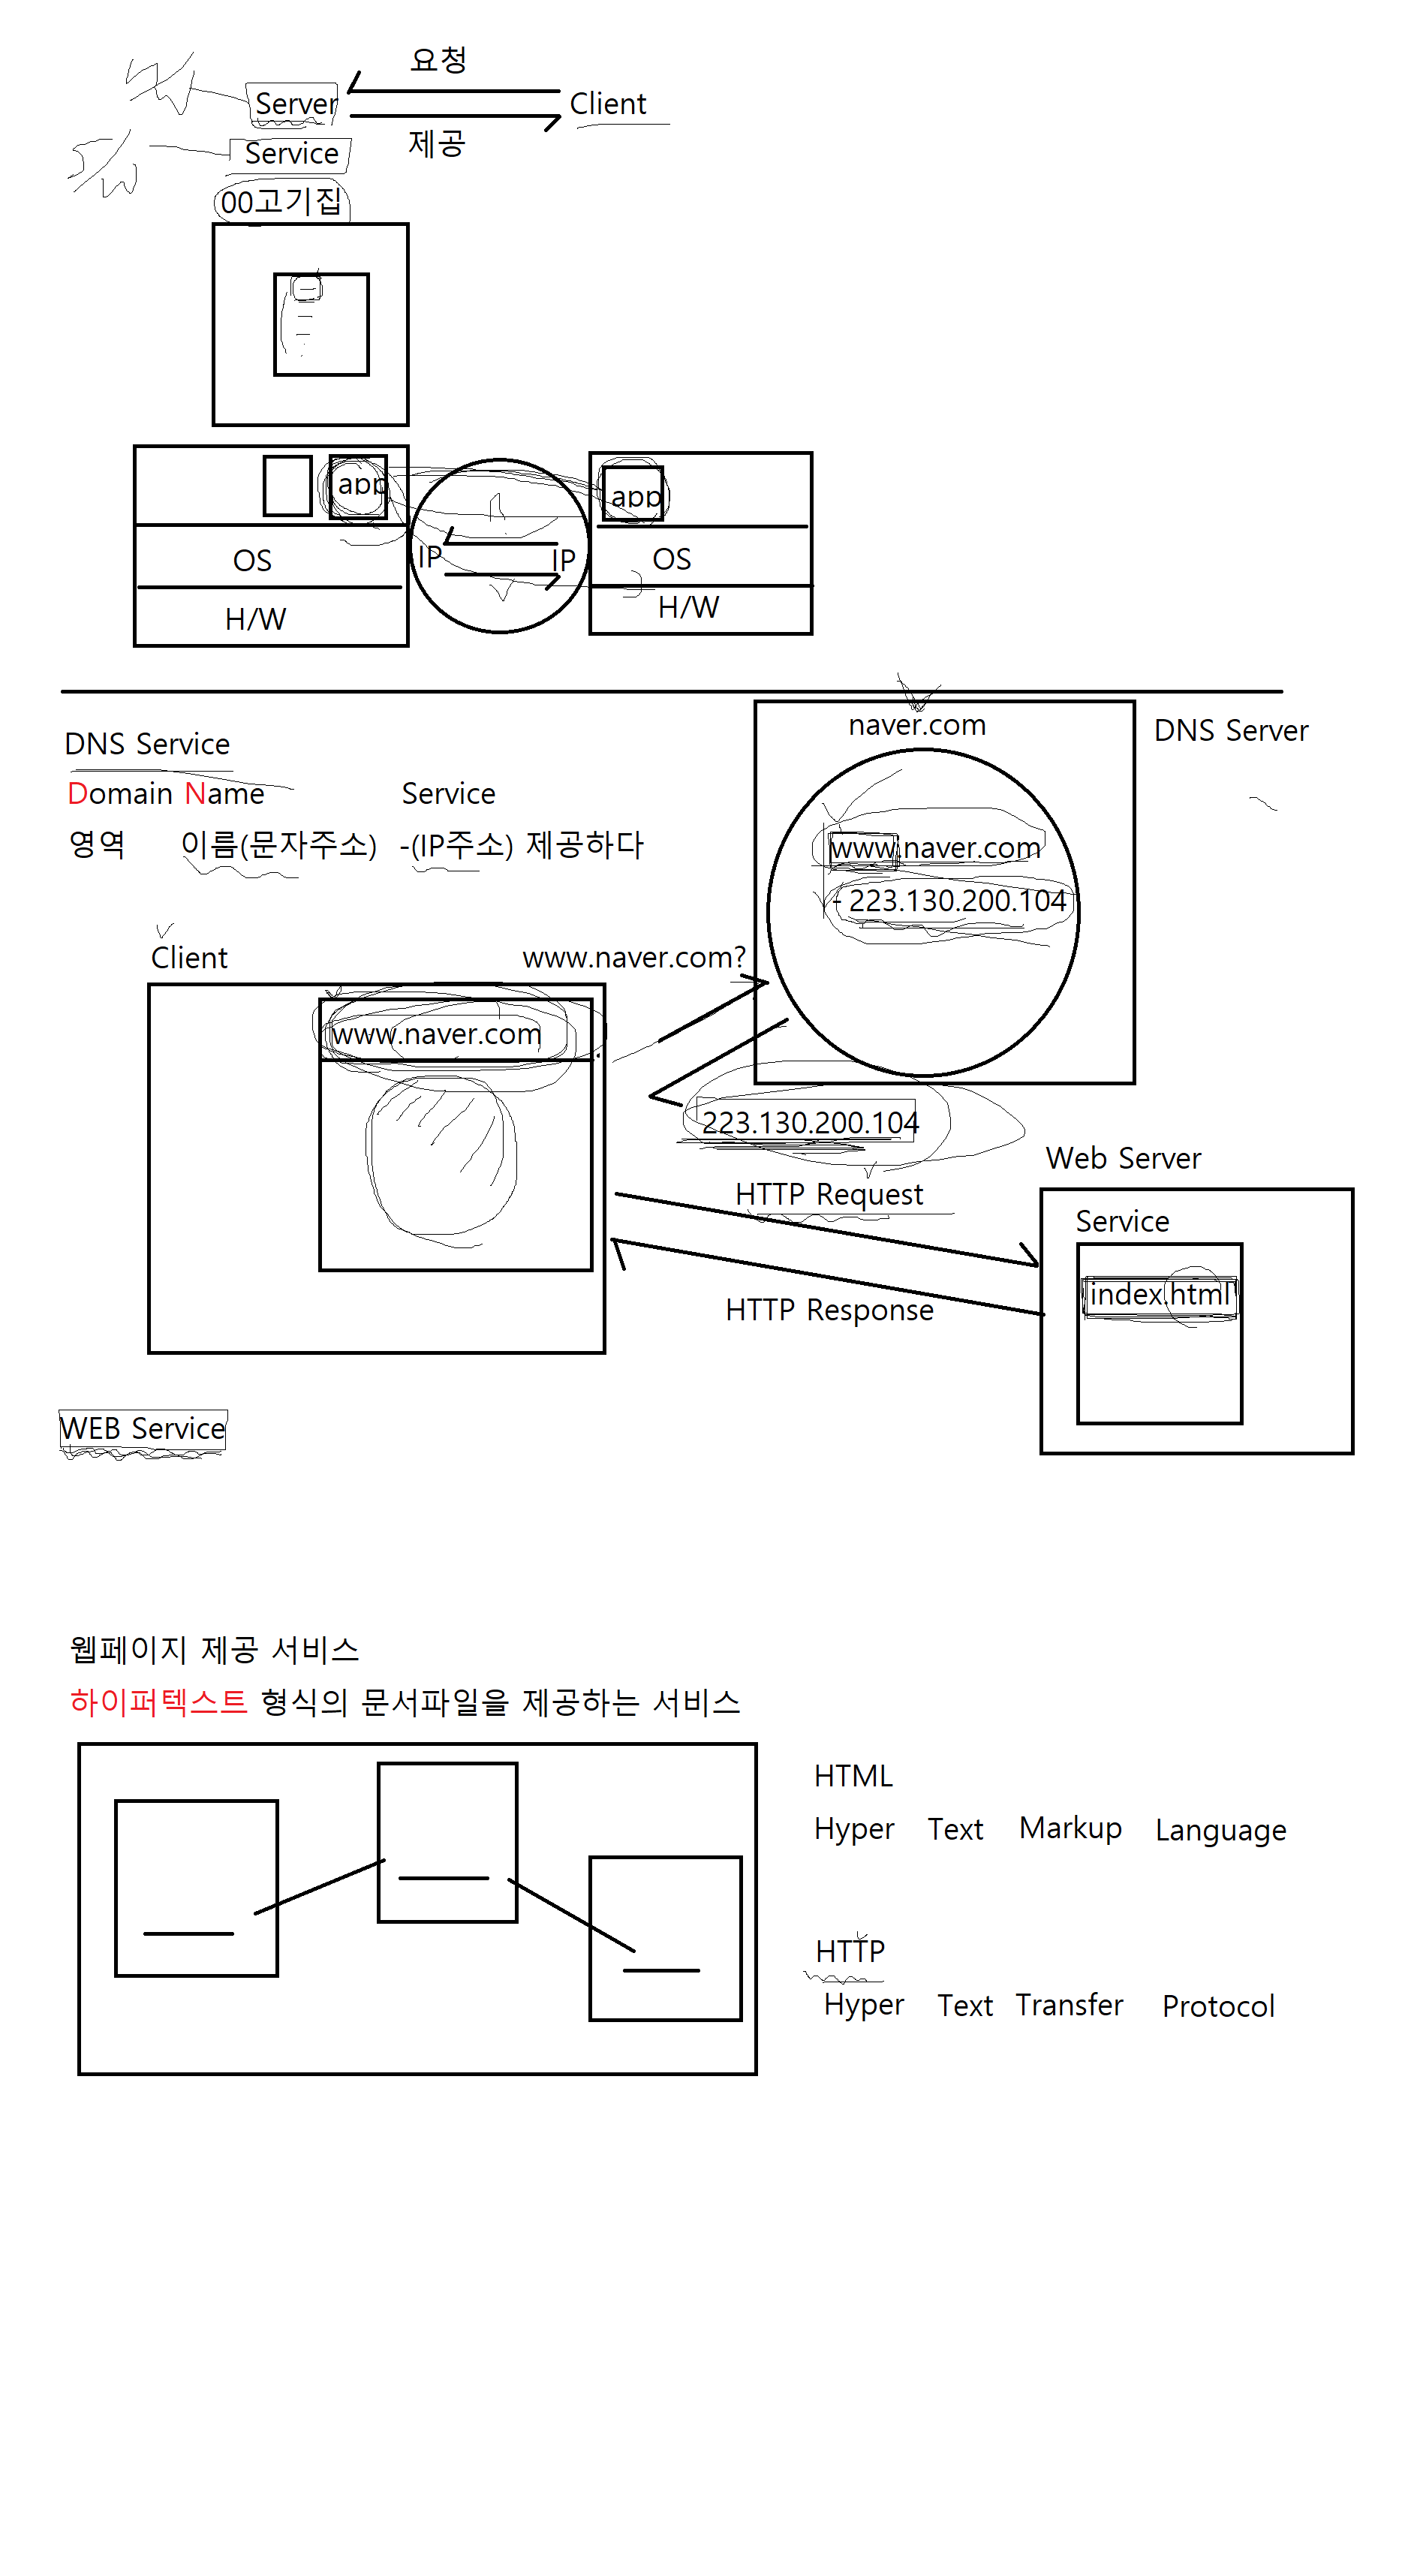 요청
Server
Client
제공
Service
00고기집
app
app
IP
IP
OS
OS
H/W
H/W
naver.com
DNS Server
DNS Service
Domain Name Service
영역 이름(문자주소) -(IP주소) 제공하다
www.naver.com
- 223.130.200.104
Client
www.naver.com?
www.naver.com
223.130.200.104
Web Server
HTTP Request
Service
index.html
HTTP Response
WEB Service
웹페이지 제공 서비스
하이퍼텍스트 형식의 문서파일을 제공하는 서비스
HTML
Hyper Text Markup Language
HTTP
Hyper Text Transfer Protocol